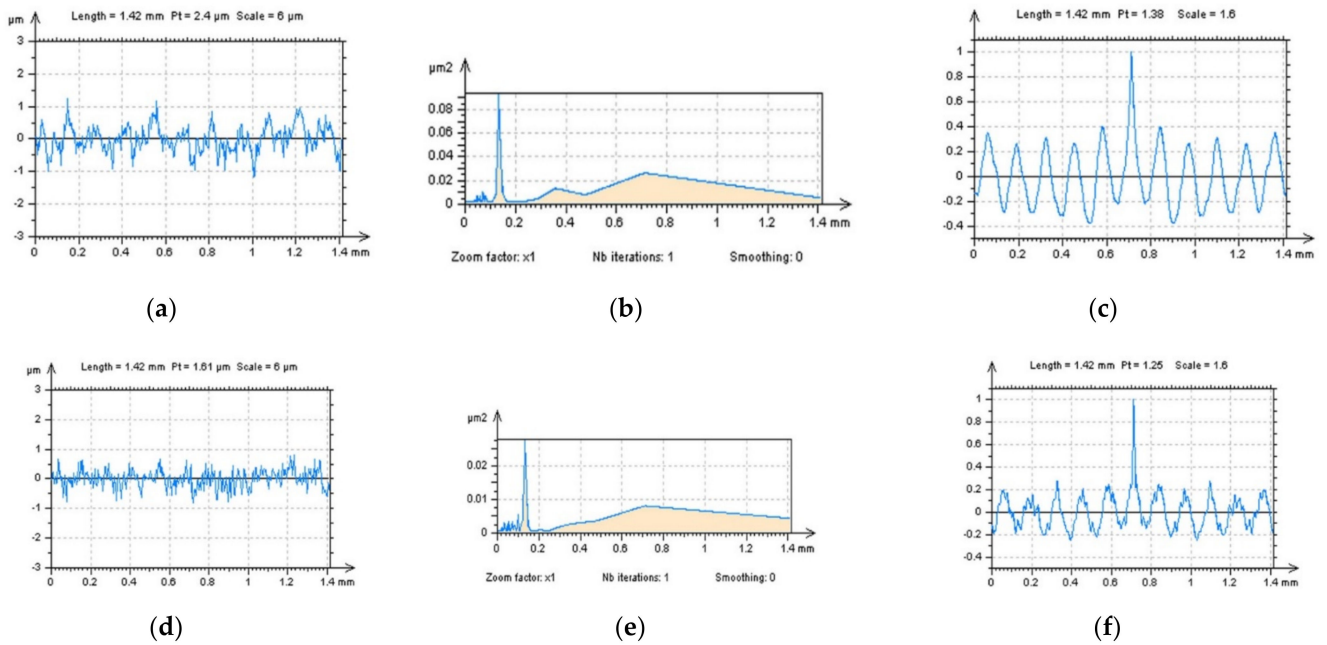 Length = 1.42 mm Pt = 2.4 µm Scale = 6 µm
µm
3
2
1
0
-1
-2
-3
0 0.2 0.4 0.6 0.8 1.0 1.2 1.4 mm
(a)
µm2
0.08
0.06
0.04
0.02
0
0 0.2 0.4 0.6 0.8 1 1.2 1.4 mm
Zoom factor: x1 Nb iterations: 1 Smoothing: 0
(b)
Length = 1.42 mm Pt = 1.38 Scale = 1.6
1
0.8
0.6
0.4
0.2
0
-0.2
-0.4
0 0.2 0.4 0.6 0.8 1 1.2 1.4 mm
(c)
Length = 1.42 mm Pt = 1.61 µm Scale = 6 µm
µm
3
2
1
0
-1
-2
-3
0 0.2 0.4 0.6 0.8 1.0 1.2 1.4 mm
(d)
µm2
0.02
0.01
0
0 0.2 0.4 0.6 0.8 1 1.2 1.4 mm
Zoom factor: x1 Nb iterations: 1 Smoothing: 0
(e)
Length = 1.42 mm Pt = 1.25 Scale = 1.6
1
0.8
0.6
0.4
0.2
0
-0.2
-0.4
0 0.2 0.4 0.6 0.8 1 1.2 1.4 mm
(f)